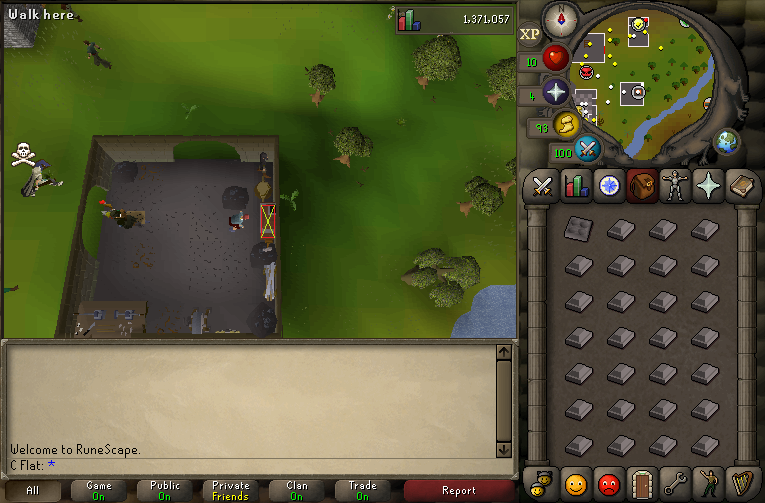 Walk here
1,371,057
XP
10
4
93
100
Welcome to RuneScape.
C Flat: *
All
Game
On
Public
On
Private
Friends
Clan
On
Trade
On
Report